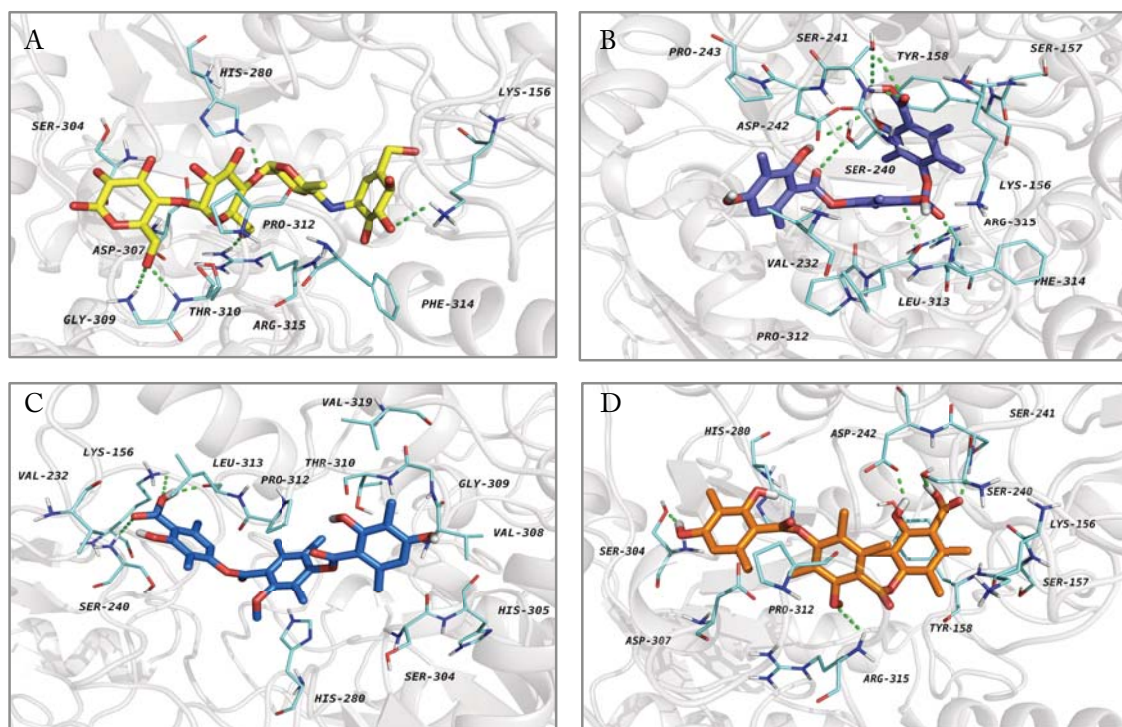 A
HIS-280
LYS-156
SER-304
PRO-312
ASP-307
GLY-309
THR-310
ARG-315
PHE-314
B
SER-241
PRO-243
TYR-158
SER-157
ASP-242
SER-240
LYS-156
ARG-315
VAL-232
PHE-314
LEU-313
PRO-312
C
VAL-319
LYS-156
LEU-313
THR-310
VAL-232
PRO-312
GLY-309
VAL-308
SER-240
HIS-305
SER-304
HIS-280
D
SER-241
HIS-280
ASP-242
SER-240
LYS-156
SER-304
SER-157
PRO-312
TYR-158
ASP-307
ARG-315